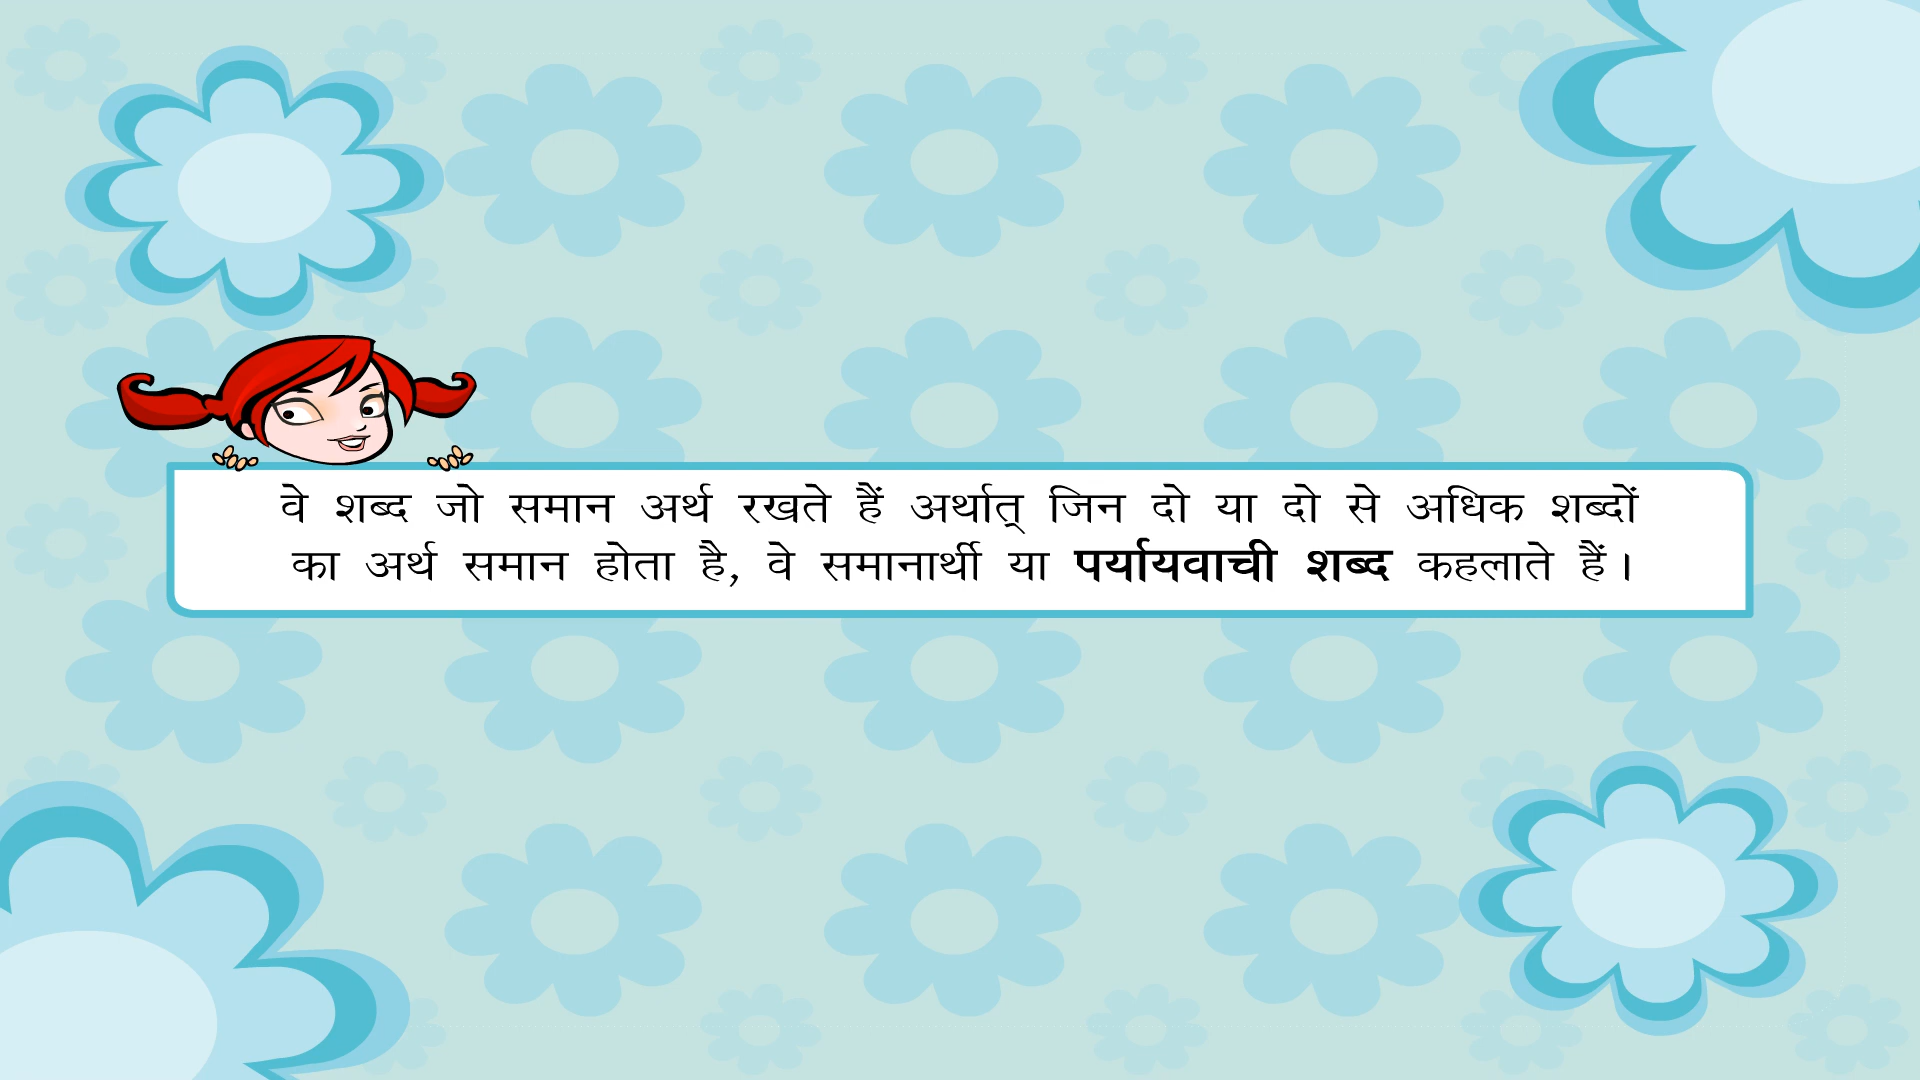 वे शब्द जो समान अर्थ रखते हैं अर्थात् जिन दो या दो से अधिक शब्दों
का अर्थ समान होता है, वे समानार्थी या पर्यायवाची शब्द कहलाते हैं।